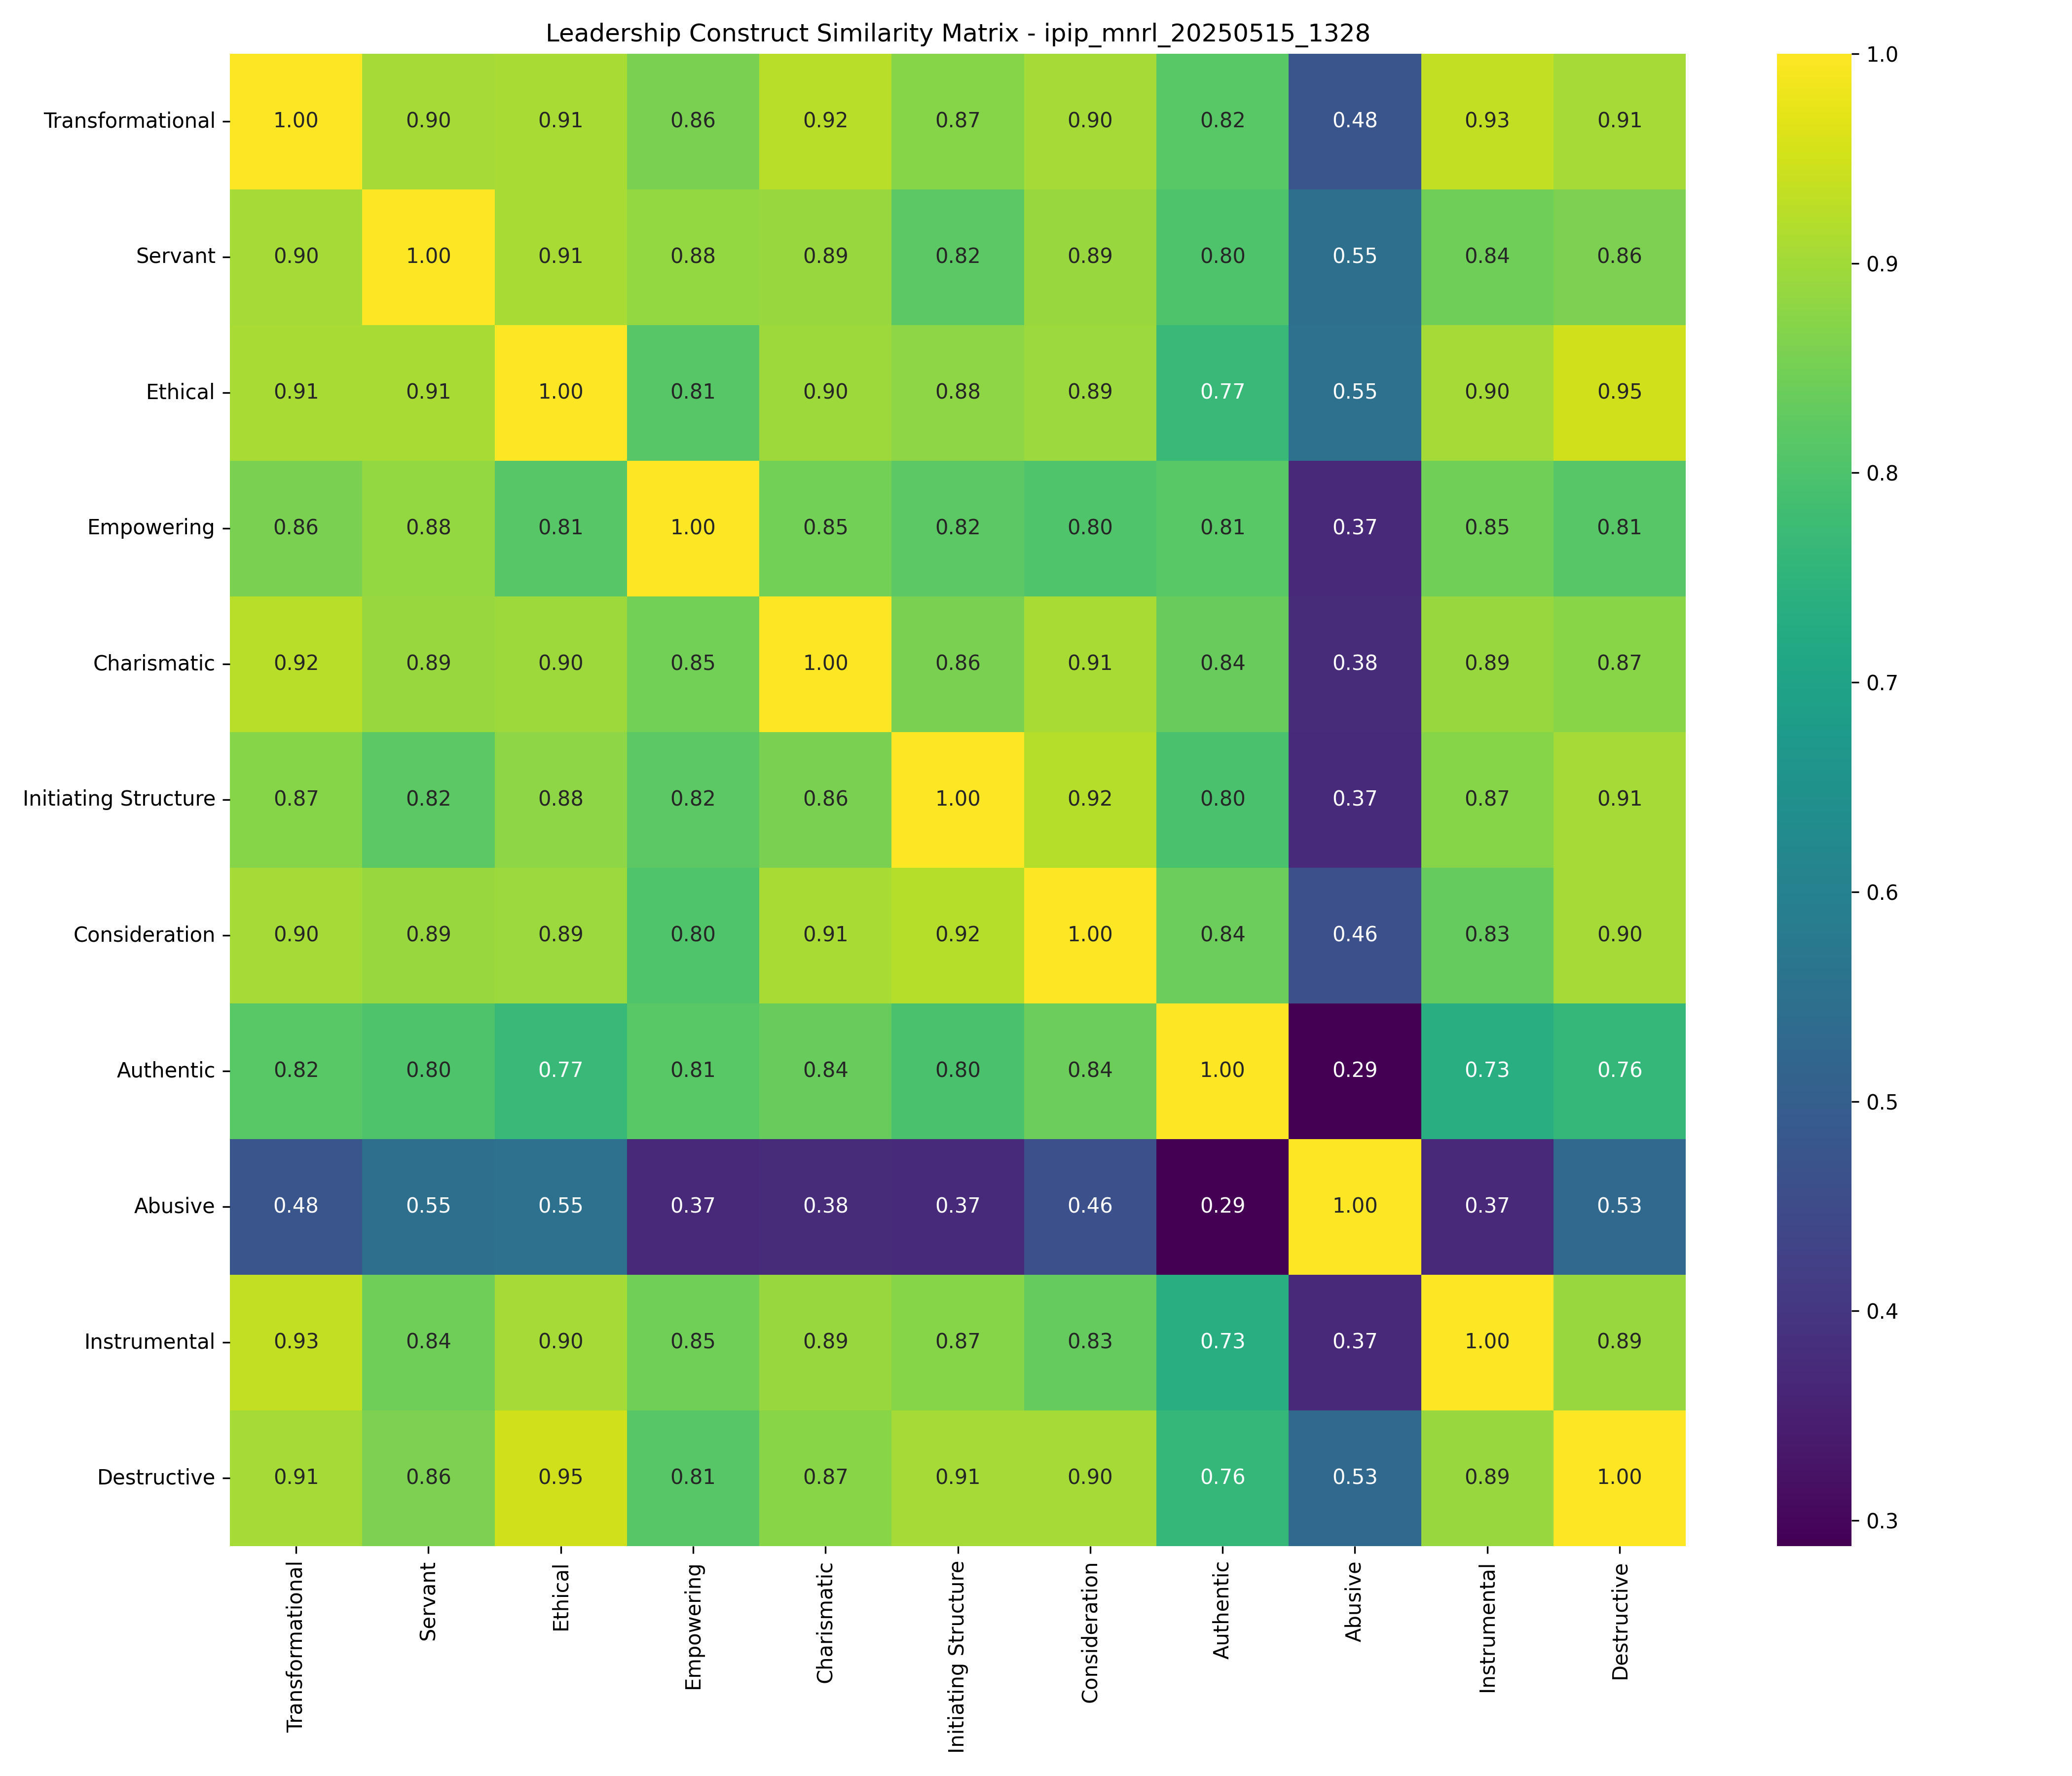 Leadership Construct Similarity Matrix - ipip_mnrl_20250515_1328
Transformational 1.00 0.90 0.91 0.86 0.92 0.87 0.90 0.82 0.48 0.93 0.91
Servant 0.90 1.00 0.91 0.88 0.89 0.82 0.89 0.80 0.55 0.84 0.86
Ethical 0.91 0.91 1.00 0.81 0.90 0.88 0.89 0.77 0.55 0.90 0.95
Empowering 0.86 0.88 0.81 1.00 0.85 0.82 0.80 0.81 0.37 0.85 0.81
Charismatic 0.92 0.89 0.90 0.85 1.00 0.86 0.91 0.84 0.38 0.89 0.87
Initiating Structure 0.87 0.82 0.88 0.82 0.86 1.00 0.92 0.80 0.37 0.87 0.91
Consideration 0.90 0.89 0.89 0.80 0.91 0.92 1.00 0.84 0.46 0.83 0.90
Authentic 0.82 0.80 0.77 0.81 0.84 0.80 0.84 1.00 0.29 0.73 0.76
Abusive 0.48 0.55 0.55 0.37 0.38 0.37 0.46 0.29 1.00 0.37 0.53
Instrumental 0.93 0.84 0.90 0.85 0.89 0.87 0.83 0.73 0.37 1.00 0.89
Destructive 0.91 0.86 0.95 0.81 0.87 0.91 0.90 0.76 0.53 0.89 1.00
Transformational
Servant
Ethical
Empowering
Charismatic
Initiating Structure
Consideration
Authentic
Abusive
Instrumental
Destructive
1.0
0.9
0.8
0.7
0.6
0.5
0.4
0.3